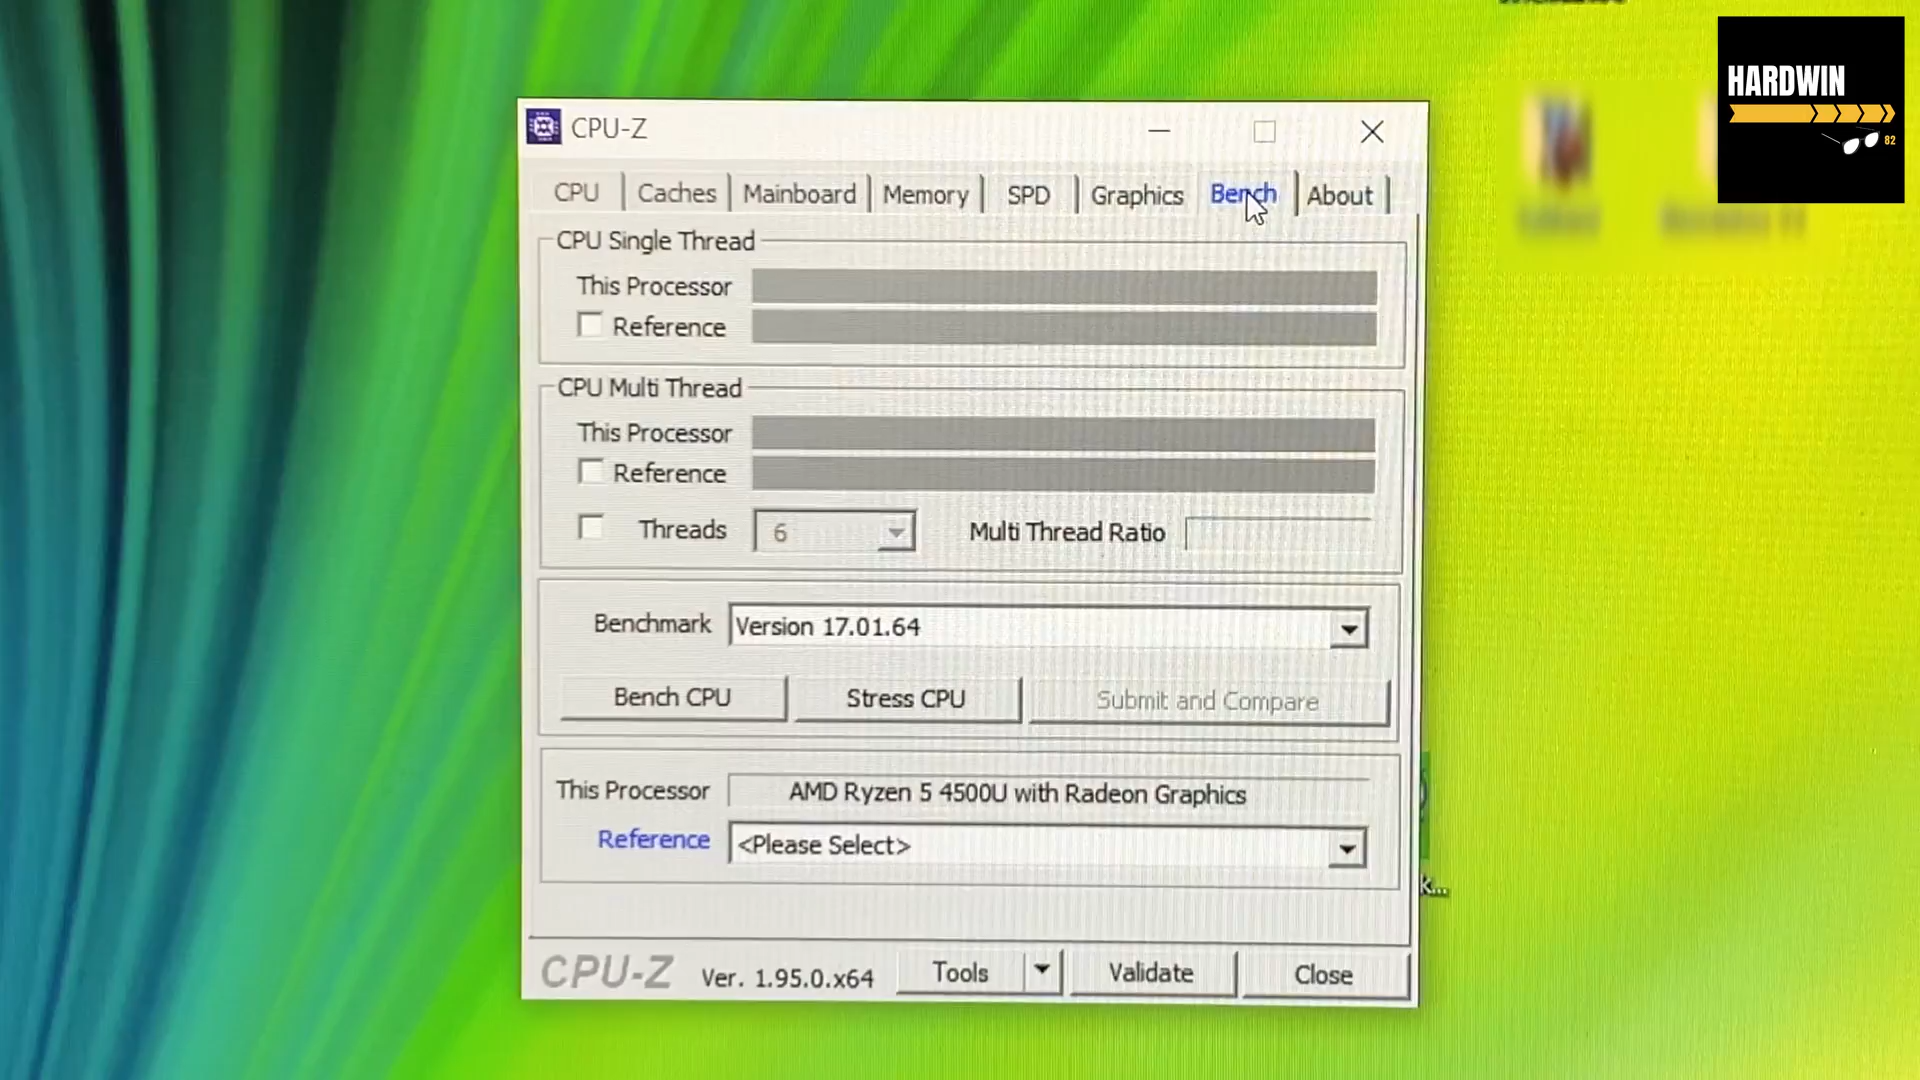 HARDWIN
82
CPU-Z
CPU Caches Mainboard Memory SPD Graphics Bench About
CPU Single Thread
This Processor
Reference
CPU Multi Thread
This Processor
Reference
Threads 6 Multi Thread Ratio
Benchmark Version 17.01.64
Bench CPU Stress CPU Submit and Compare
This Processor AMD Ryzen 5 4500U with Radeon Graphics
Reference <Please Select>
k...
CPU-Z Ver. 1.95.0.x64 Tools Validate Close